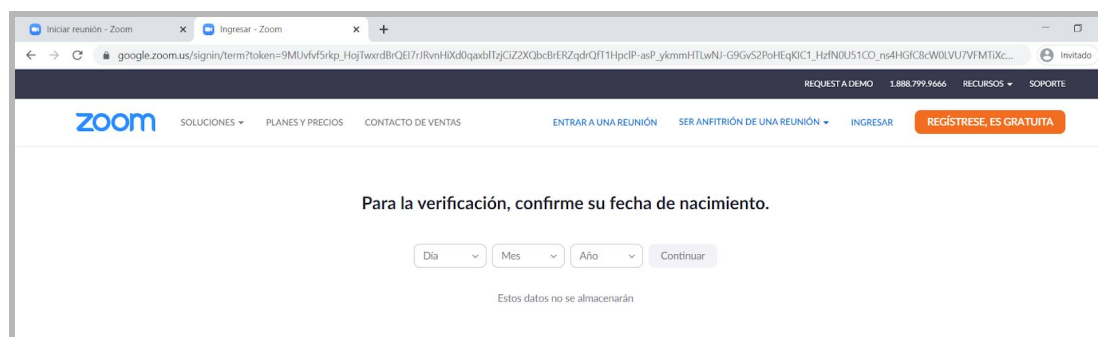 Iniciar reunión - Zoom
Ingresar - Zoom
google.zoom.us/signin/term?token=9MUvfvf5rkp_HojTwxrdBrQEI7rJRvnHiXd0qaxbITzjCiZ2XQbcBrERZqdrQfT1HpclP-asP_ykmmHTLwNJ-G9GvS2PoHEqKIC1_HzfN0U51CO_ns4HGfC8cW0LVU7VFMTiXc...
Invitado
REQUEST A DEMO 1.888.799.9666 RECURSOS SOPORTE
zoom SOLUCIONES PLANES Y PRECIOS CONTACTO DE VENTAS ENTRAR A UNA REUNIÓN SER ANFITRIÓN DE UNA REUNIÓN INGRESAR REGÍSTRESE, ES GRATUITA
Para la verificación, confirme su fecha de nacimiento.
Día Mes Año Continuar
Estos datos no se almacenarán